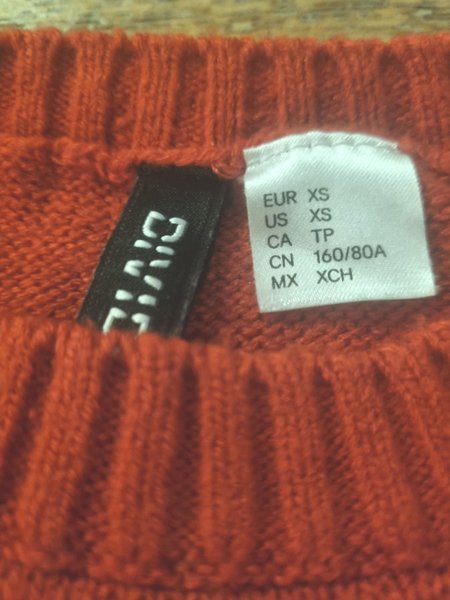 EUR XS
US XS
CA TP
CN 160/80A
MX XCH